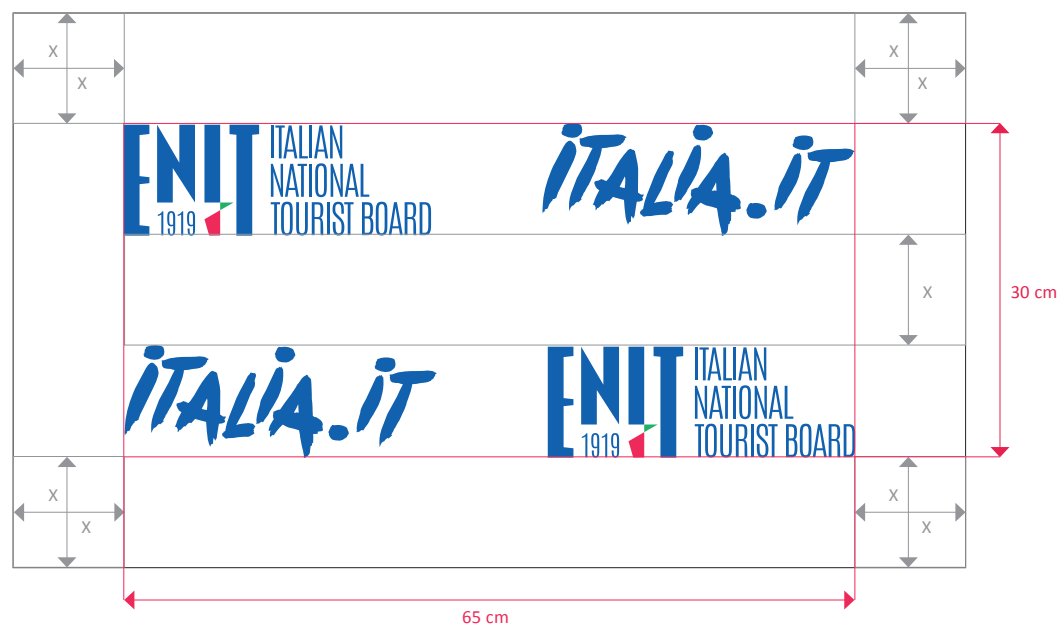 X
X
X
X
ENIT
1919
ITALIAN
NATIONAL
TOURIST BOARD
iTALiA.iT
X
30 cm
iTALiA.iT
ENIT
1919
ITALIAN
NATIONAL
TOURIST BOARD
X
X
X
X
65 cm